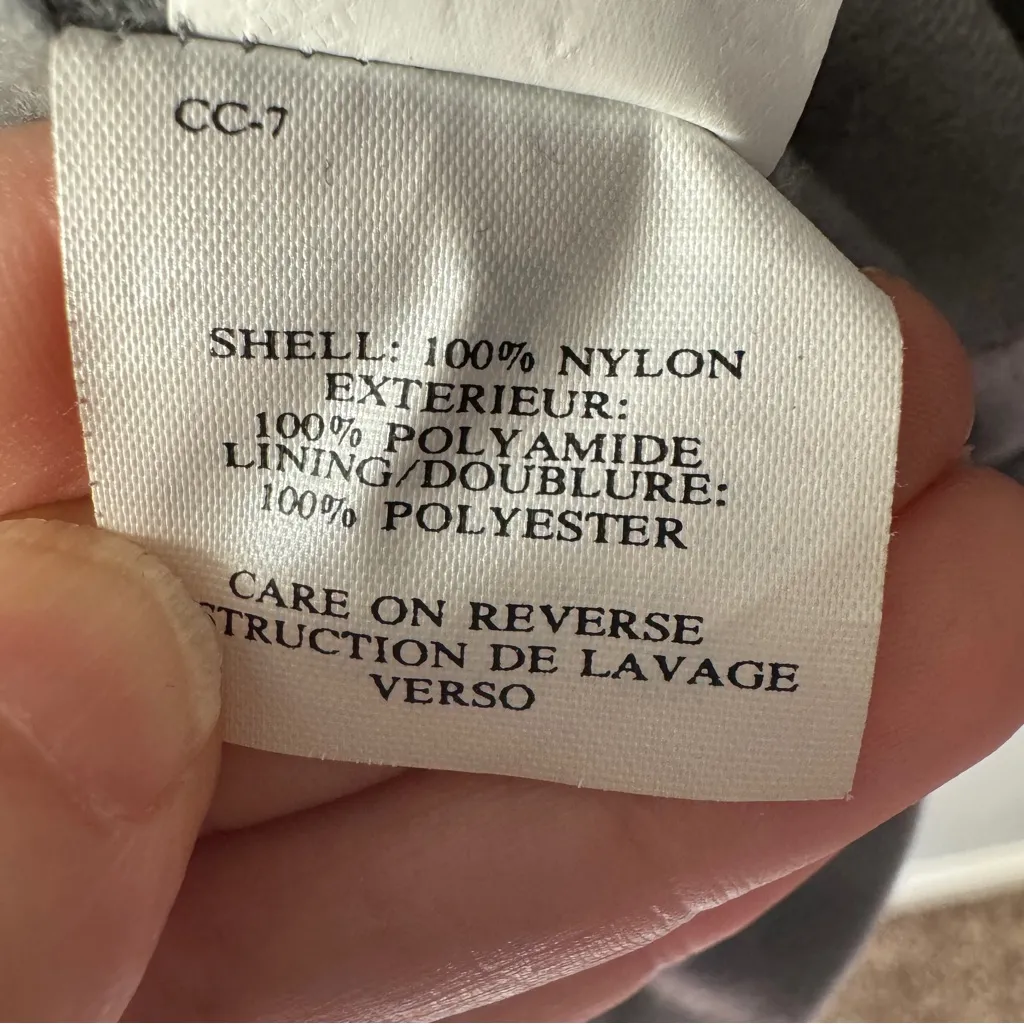 CC-7
SHELL: 100% NYLON
EXTERIEUR:
100% POLYAMIDE
LINING/DOUBLURE:
100% POLYESTER
CARE ON REVERSE
STRUCTION DE LAVAGE
VERSO